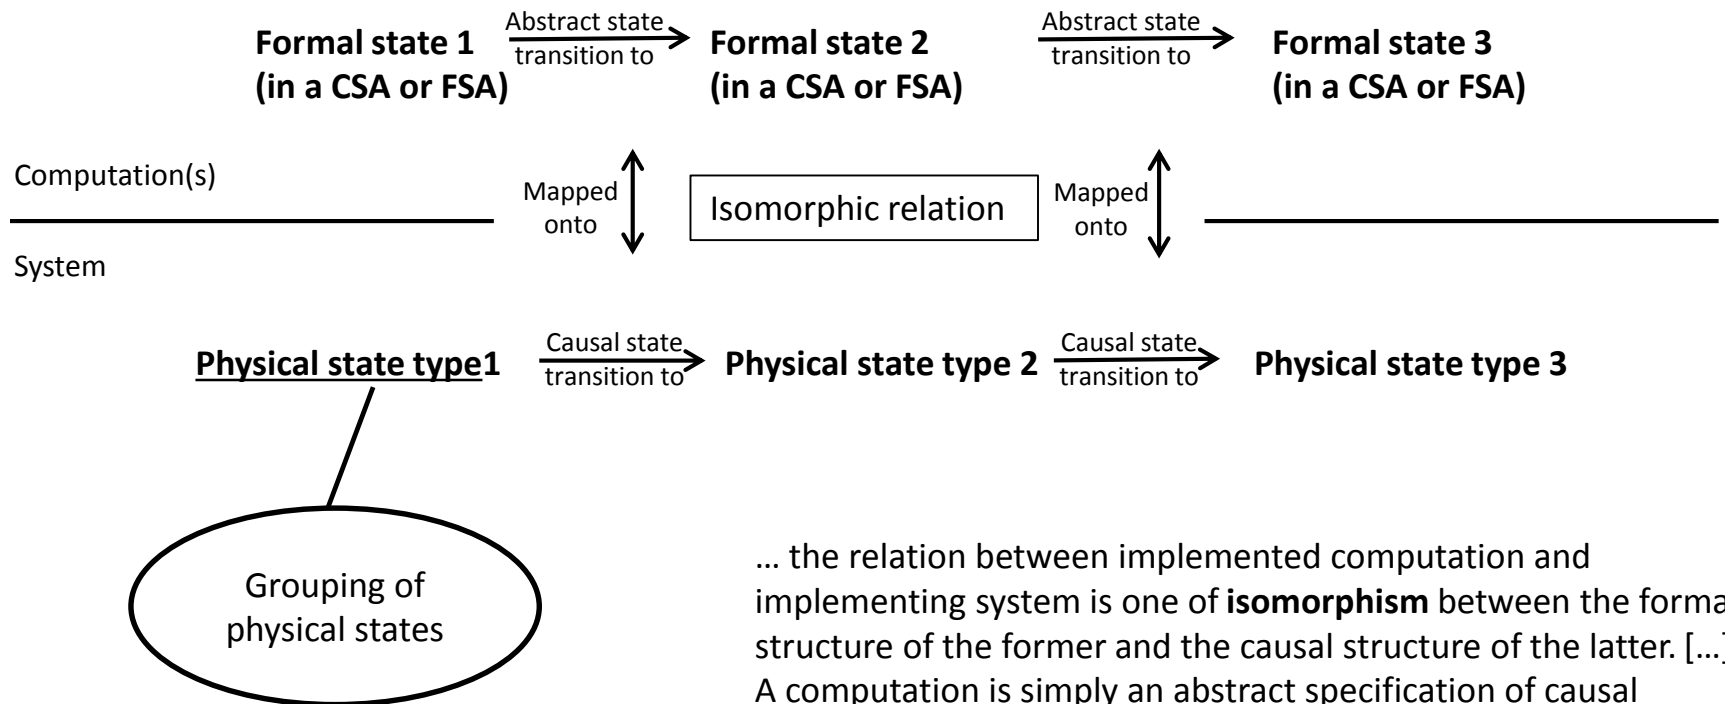 Formal state 1
(in a CSA or FSA)
Abstract state
transition to
Formal state 2
(in a CSA or FSA)
Abstract state
transition to
Formal state 3
(in a CSA or FSA)
Computation(s)
Mapped
onto
Isomorphic relation
Mapped
onto
System
Physical state type1
Causal state
transition to
Physical state type 2
Causal state
transition to
Physical state type 3
Grouping of
physical states
… the relation between implemented computation and
implementing system is one of isomorphism between the forma
structure of the former and the causal structure of the latter. […]
A computation is simply an abstract specification of causal